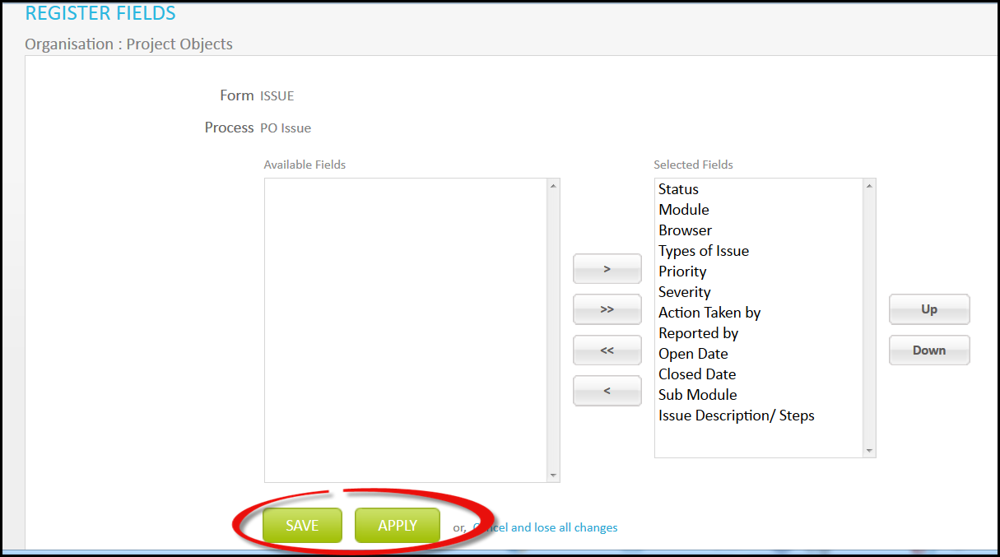 REGISTER FIELDS
Organisation : Project Objects
Form ISSUE
Process PO Issue
Available Fields
Selected Fields
Status
Module
Browser
Types of Issue
Priority
Severity
Action Taken by
Reported by
Open Date
Closed Date
Sub Module
Issue Description/ Steps
>
>>
<<
<
Up
Down
SAVE APPLY or, Cancel and lose all changes